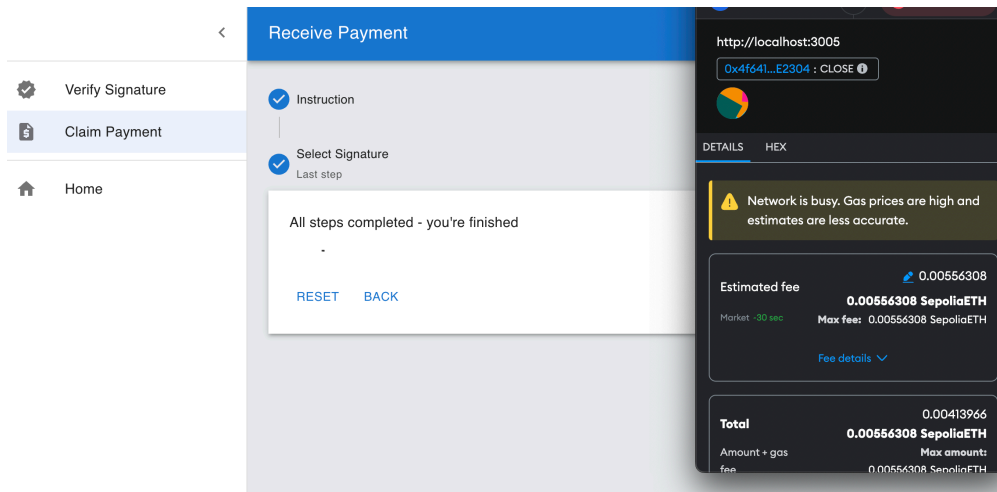 Verify Signature
Claim Payment
Home
Receive Payment
Instruction
Select Signature
Last step
All steps completed - you're finished
-
RESET BACK
http://localhost:3005
0x4f641...E2304 : CLOSE
DETAILS HEX
Network is busy. Gas prices are high and
estimates are less accurate.
Estimated fee 0.00556308
0.00556308 SepoliaETH
Market ~30 sec Max fee: 0.00556308 SepoliaETH
Fee details
Total 0.00413966
0.00556308 SepoliaETH
Amount + gas Max amount:
fee 0.00556308 SepoliaETH